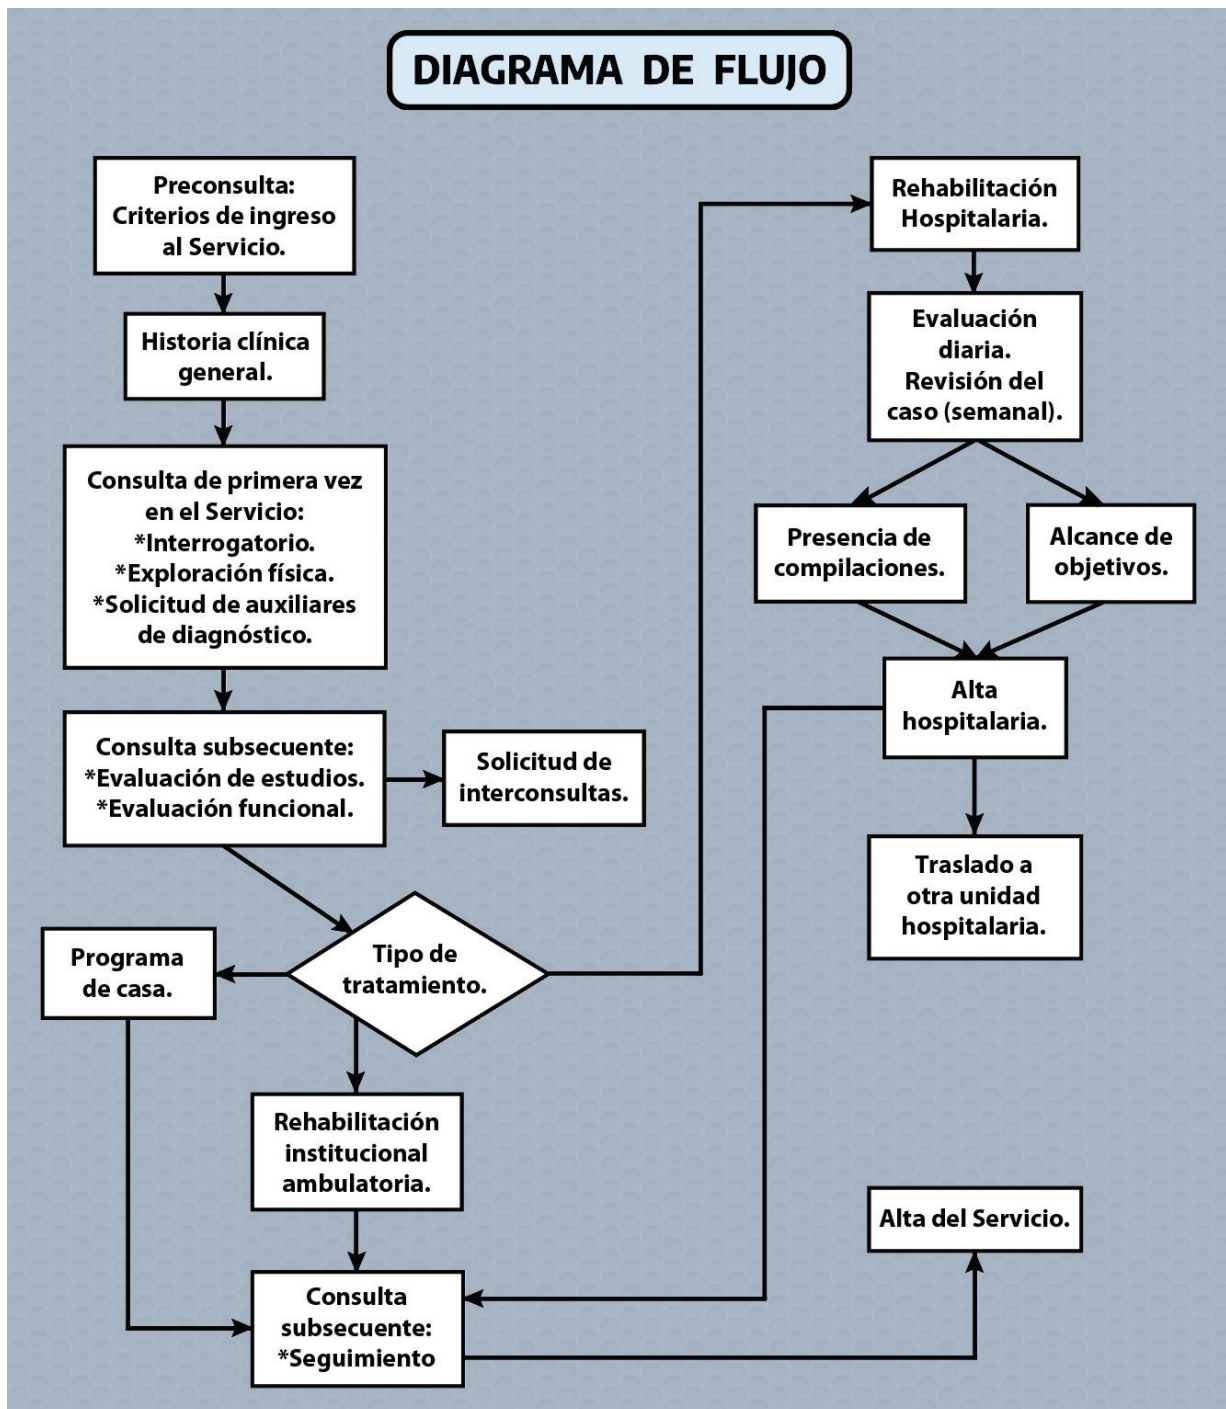 DIAGRAMA DE FLUJO
Preconsulta:
Criterios de ingreso
al Servicio.
Historia clínica
general.
Consulta de primera vez
en el Servicio:
*Interrogatorio.
*Exploración física.
*Solicitud de auxiliares
de diagnóstico.
Consulta subsecuente:
*Evaluación de estudios.
*Evaluación funcional.
Solicitud de
interconsultas.
Tipo de
tratamiento.
Programa
de casa.
Rehabilitación
institucional
ambulatoria.
Consulta
subsecuente:
*Seguimiento
Rehabilitación
Hospitalaria.
Evaluación
diaria.
Revisión del
caso (semanal).
Presencia de
compilaciones.
Alcance de
objetivos.
Alta
hospitalaria.
Traslado a
otra unidad
hospitalaria.
Alta del Servicio.